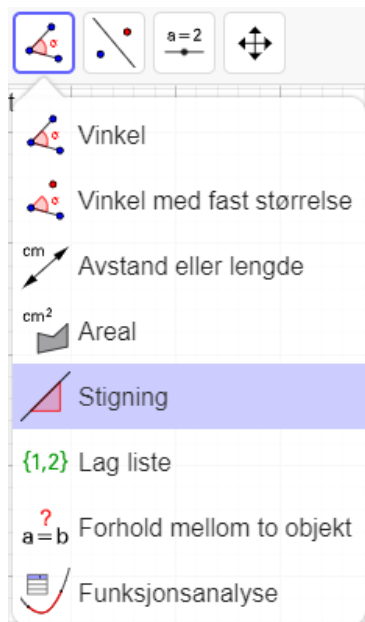 a=2
t
α
Vinkel
α
Vinkel med fast størrelse
cm
Avstand eller lengde
cm²
Areal
Stigning
{1,2} Lag liste
?
a=b Forhold mellom to objekt
Funksjonsanalyse